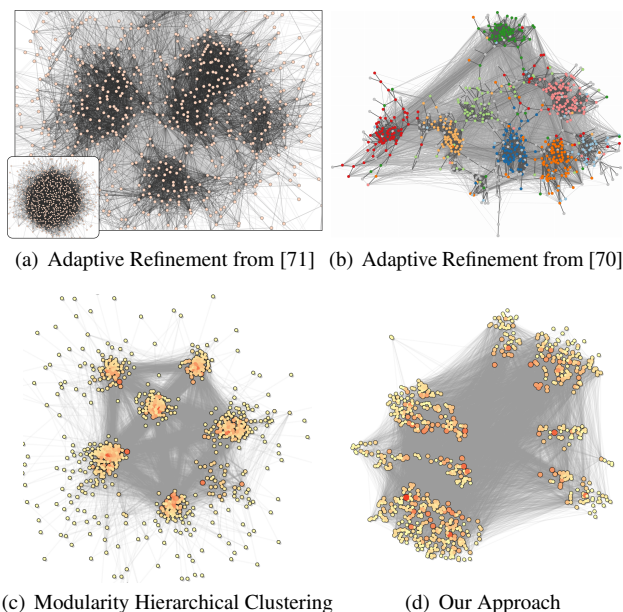 (a) Adaptive Refinement from [71]
(b) Adaptive Refinement from [70]
(c) Modularity Hierarchical Clustering
(d) Our Approach